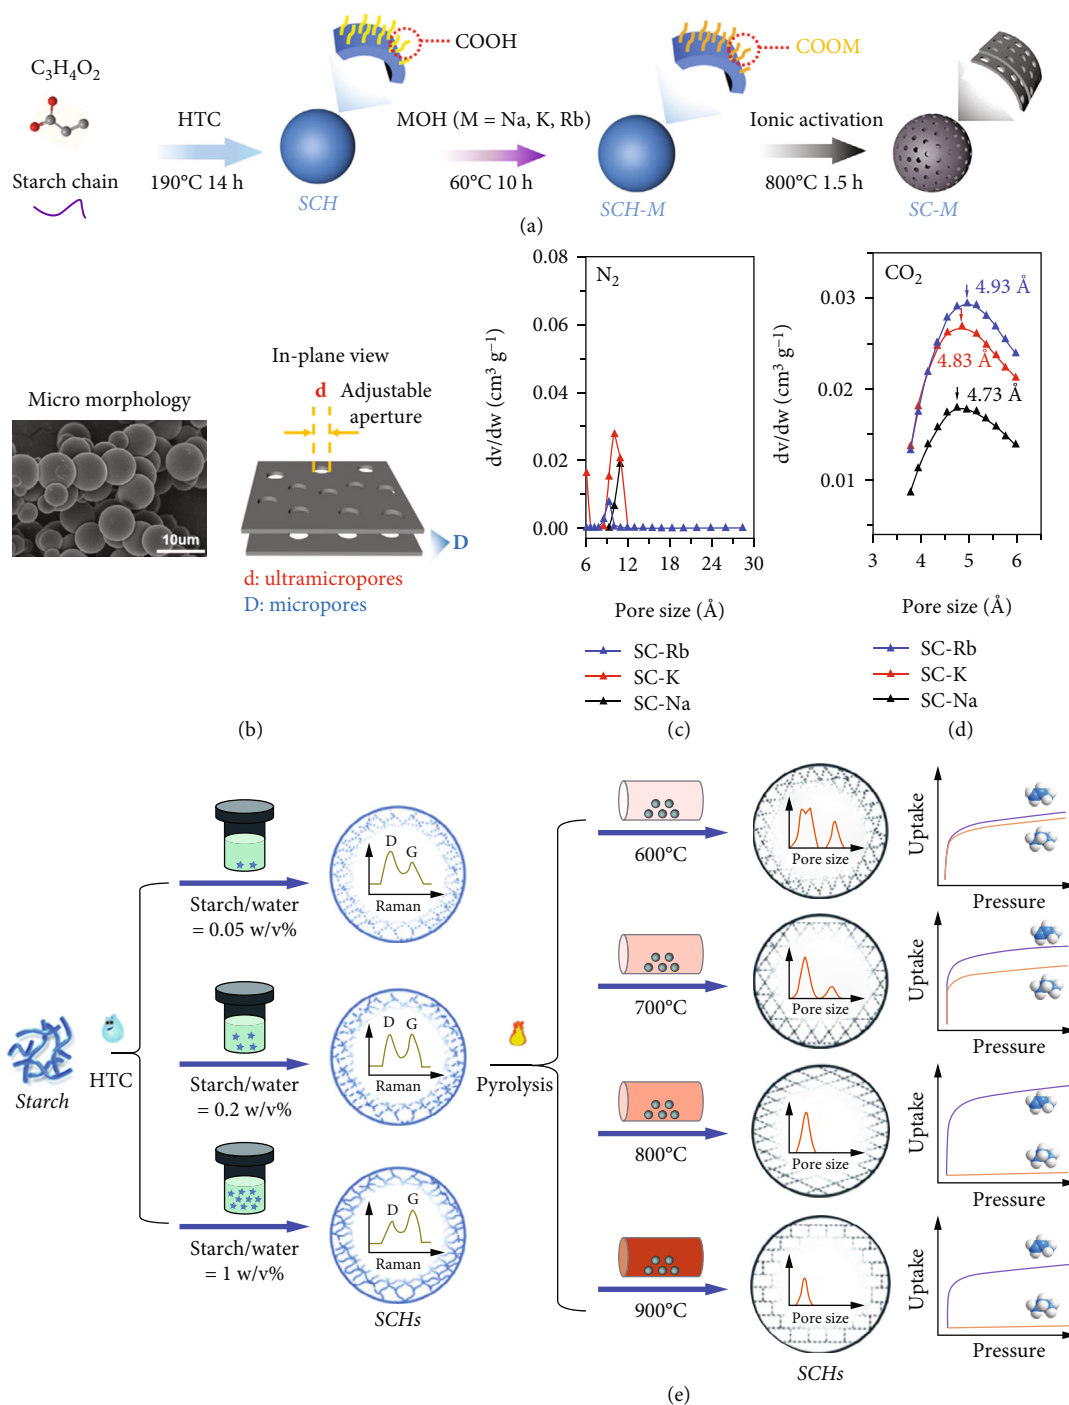 C₃H₄O₂
Starch chain
HTC
190°C 14 h
COOH
SCH
MOH (M = Na, K, Rb)
60°C 10 h
COOM
SCH-M
Ionic activation
800°C 1.5 h
SC-M
(a)
Micro morphology
10um
In-plane view
d Adjustable
aperture
D
d: ultramicropores
D: micropores
(b)
N₂
dv/dw (cm³ g⁻¹)
0.08
0.06
0.04
0.02
0.00
6 12 18 24 30
Pore size (Å)
SC-Rb
SC-K
SC-Na
(c)
CO₂
dv/dw (cm³ g⁻¹)
0.03
0.02
0.01
4.93 Å
4.83 Å
4.73 Å
3 4 5 6
Pore size (Å)
SC-Rb
SC-K
SC-Na
(d)
Starch
HTC
Starch/water
= 0.05 w/v%
D G
Raman
Starch/water
= 0.2 w/v%
D G
Raman
Starch/water
= 1 w/v%
D G
Raman
SCHs
Pyrolysis
600°C
Pore size
Uptake
Pressure
700°C
Pore size
Uptake
Pressure
800°C
Pore size
Uptake
Pressure
900°C
Pore size
Uptake
Pressure
SCHs
(e)